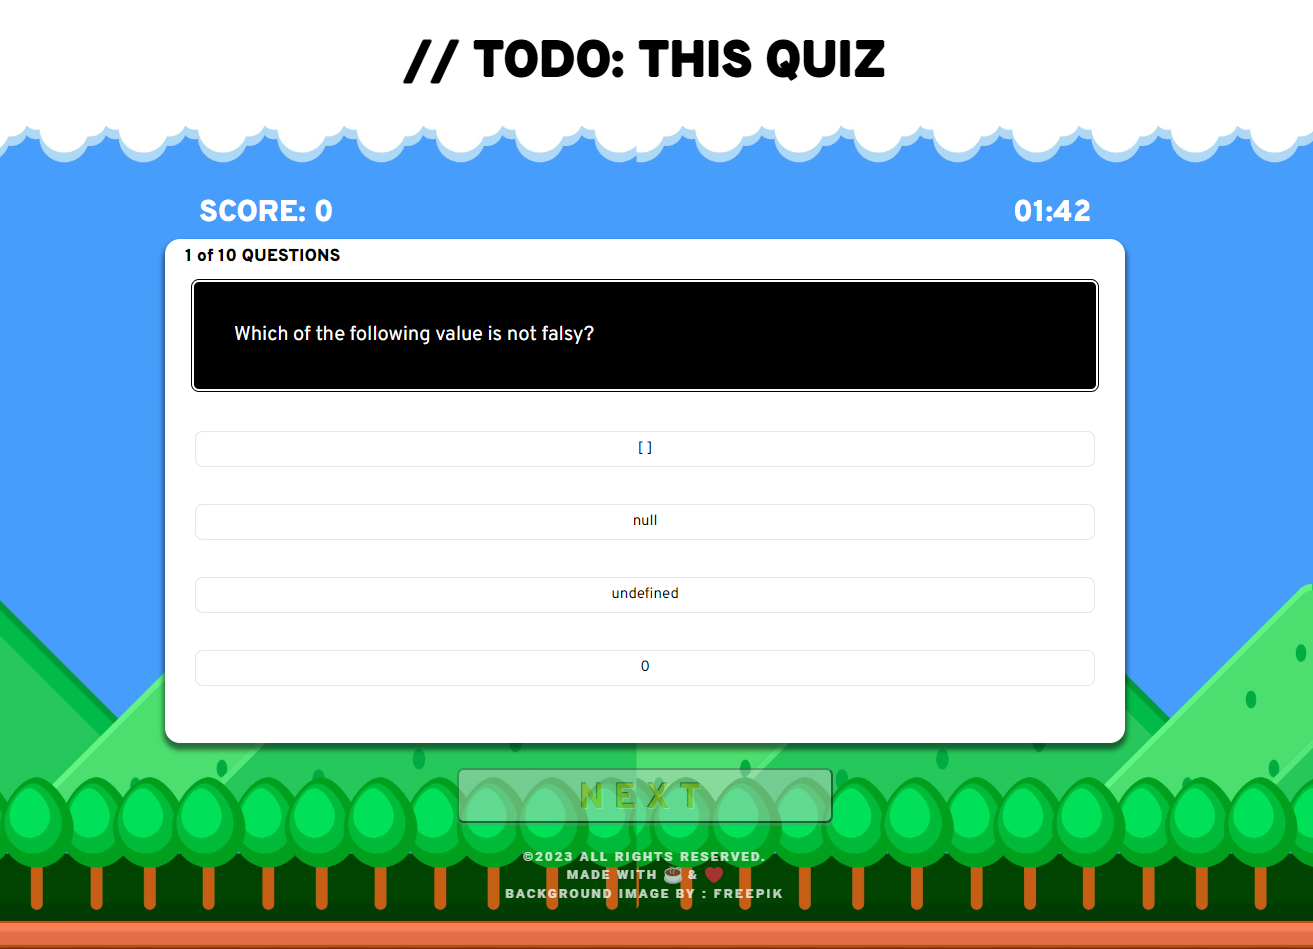 // TODO: THIS QUIZ
SCORE: 0
01:42
1 of 10 QUESTIONS
Which of the following value is not falsy?
[ ]
null
undefined
0
NEXT
©2023 ALL RIGHTS RESERVED.
MADE WITH ☕ & ❤️
BACKGROUND IMAGE BY : FREEPIK